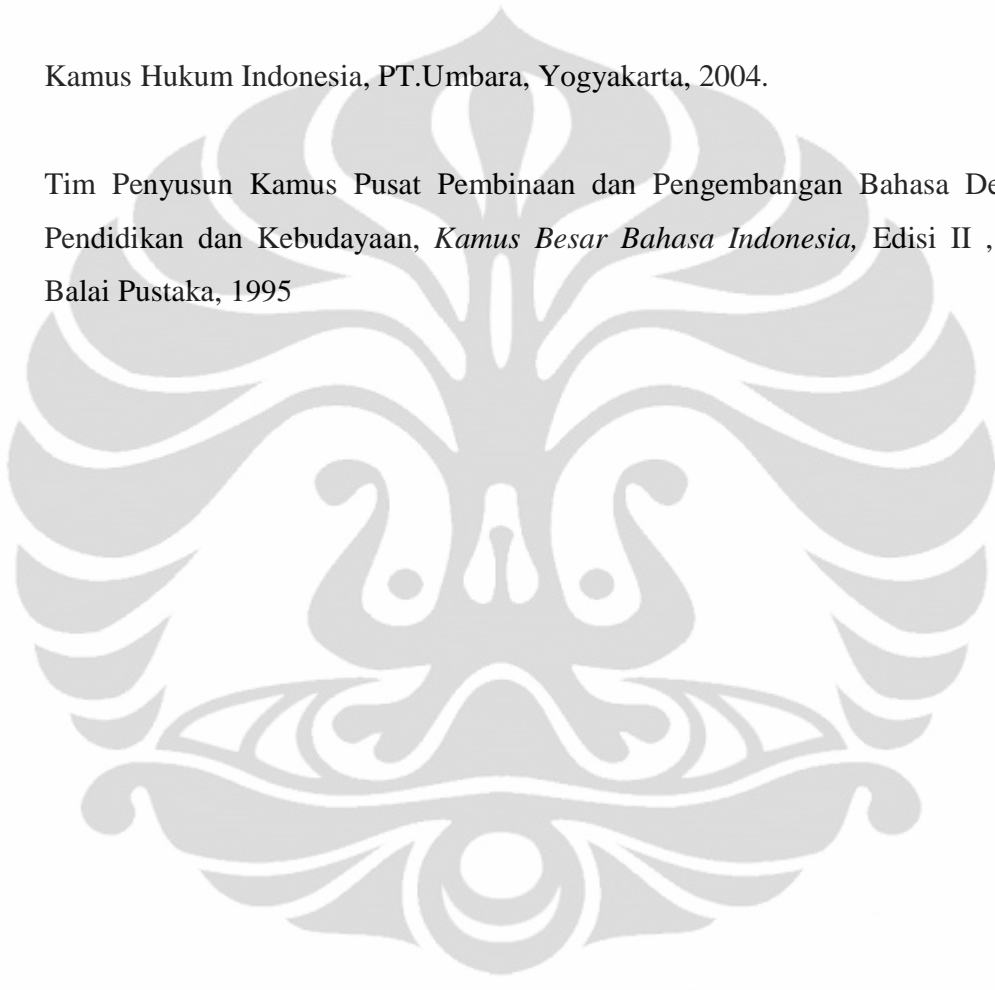 Kamus Hukum Indonesia, PT.Umbara, Yogyakarta, 2004.
Tim Penyusun Kamus Pusat Pembinaan dan Pengembangan Bahasa De
Pendidikan dan Kebudayaan, Kamus Besar Bahasa Indonesia, Edisi II ,
Balai Pustaka, 1995